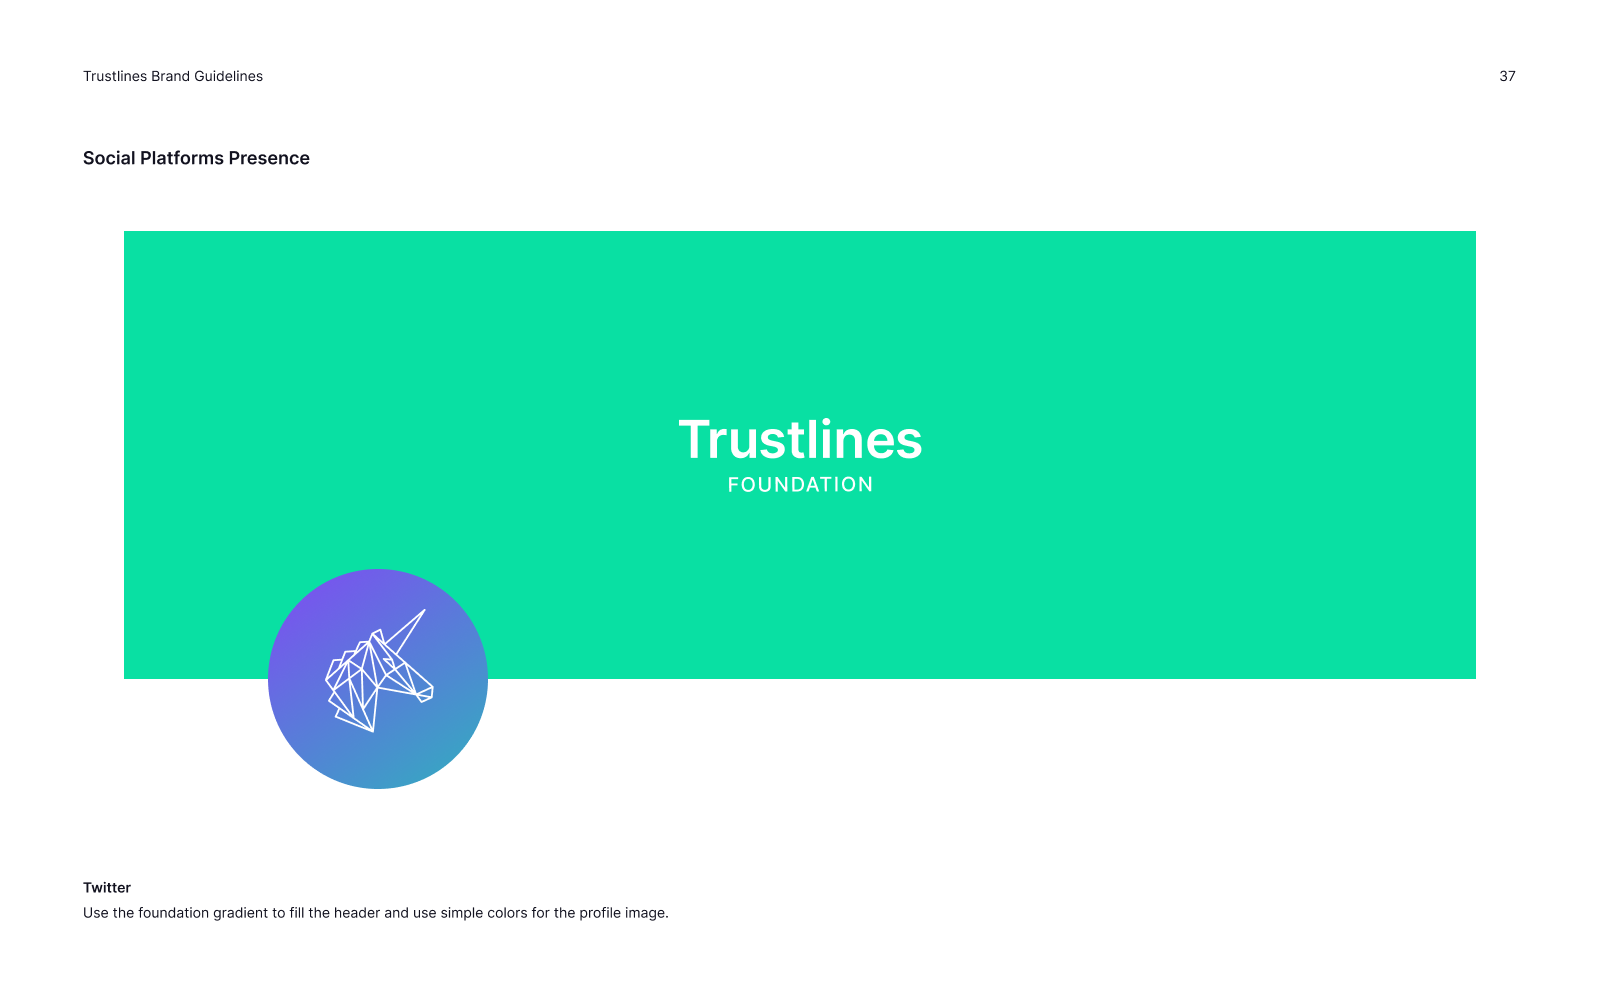 Trustlines Brand Guidelines
37
Social Platforms Presence
Trustlines
FOUNDATION
Twitter
Use the foundation gradient to fill the header and use simple colors for the profile image.